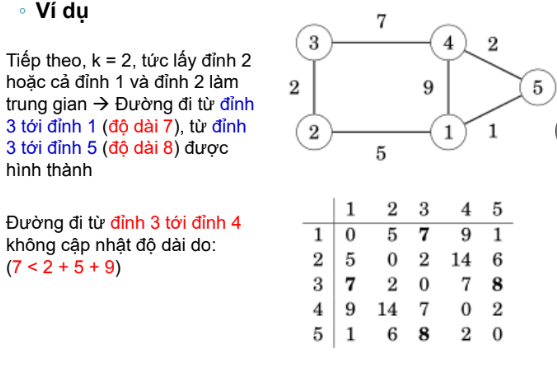 ◦ Ví dụ
Tiếp theo, k = 2, tức lấy đỉnh 2
hoặc cả đỉnh 1 và đỉnh 2 làm
trung gian → Đường đi từ đỉnh
3 tới đỉnh 1 (độ dài 7), từ đỉnh
3 tới đỉnh 5 (độ dài 8) được
hình thành
Đường đi từ đỉnh 3 tới đỉnh 4
không cập nhật độ dài do:
(7 < 2 + 5 + 9)
7
3 4 2
2 9 5
2 1 1
5
1 2 3 4 5
1 0 5 7 9 1
2 5 0 2 14 6
3 7 2 0 7 8
4 9 14 7 0 2
5 1 6 8 2 0